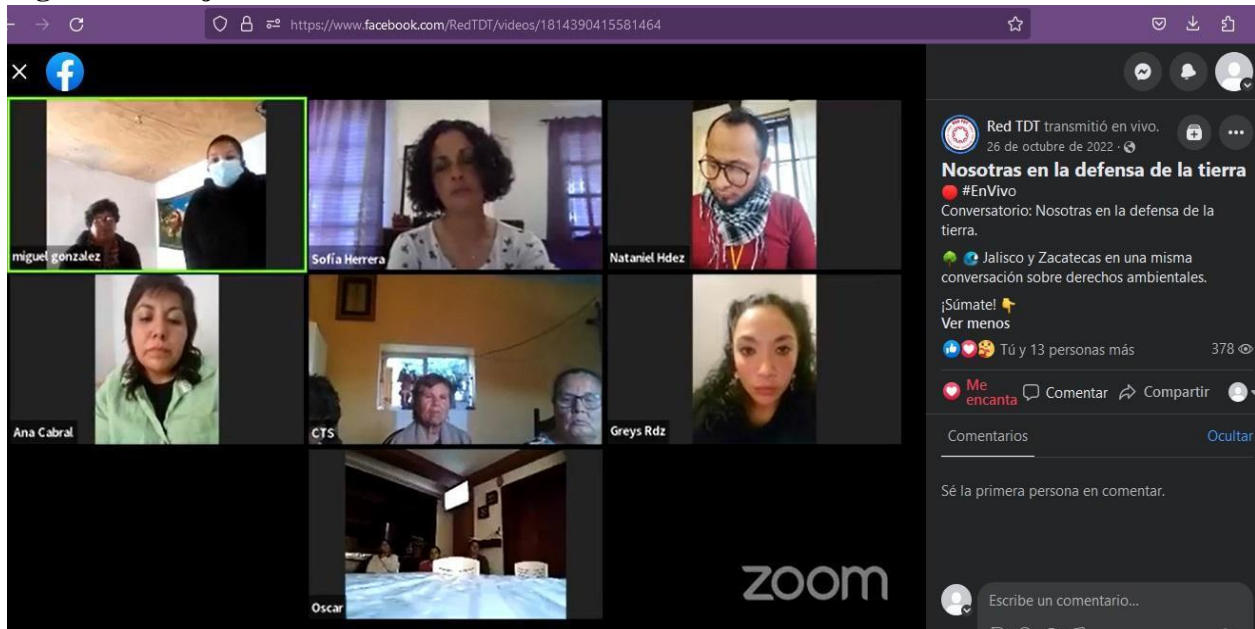 https://www.facebook.com/RedTDT/videos/1814390415581464
miguel gonzalez
Sofía Herrera
Nataniel Hdez
Ana Cabral
CTS
Greys Rdz
Oscar
zoom
Red TDT transmitió en vivo.
26 de octubre de 2022 ·
Nosotras en la defensa de la tierra
🔴 #EnVivo
Conversatorio: Nosotras en la defensa de la
tierra.
🌳 🌊 Jalisco y Zacatecas en una misma
conversación sobre derechos ambientales.
¡Súmate! 👇
Ver menos
Tú y 13 personas más 378
Me
encanta Comentar Compartir
Comentarios Ocultar
Sé la primera persona en comentar.
Escribe un comentario...